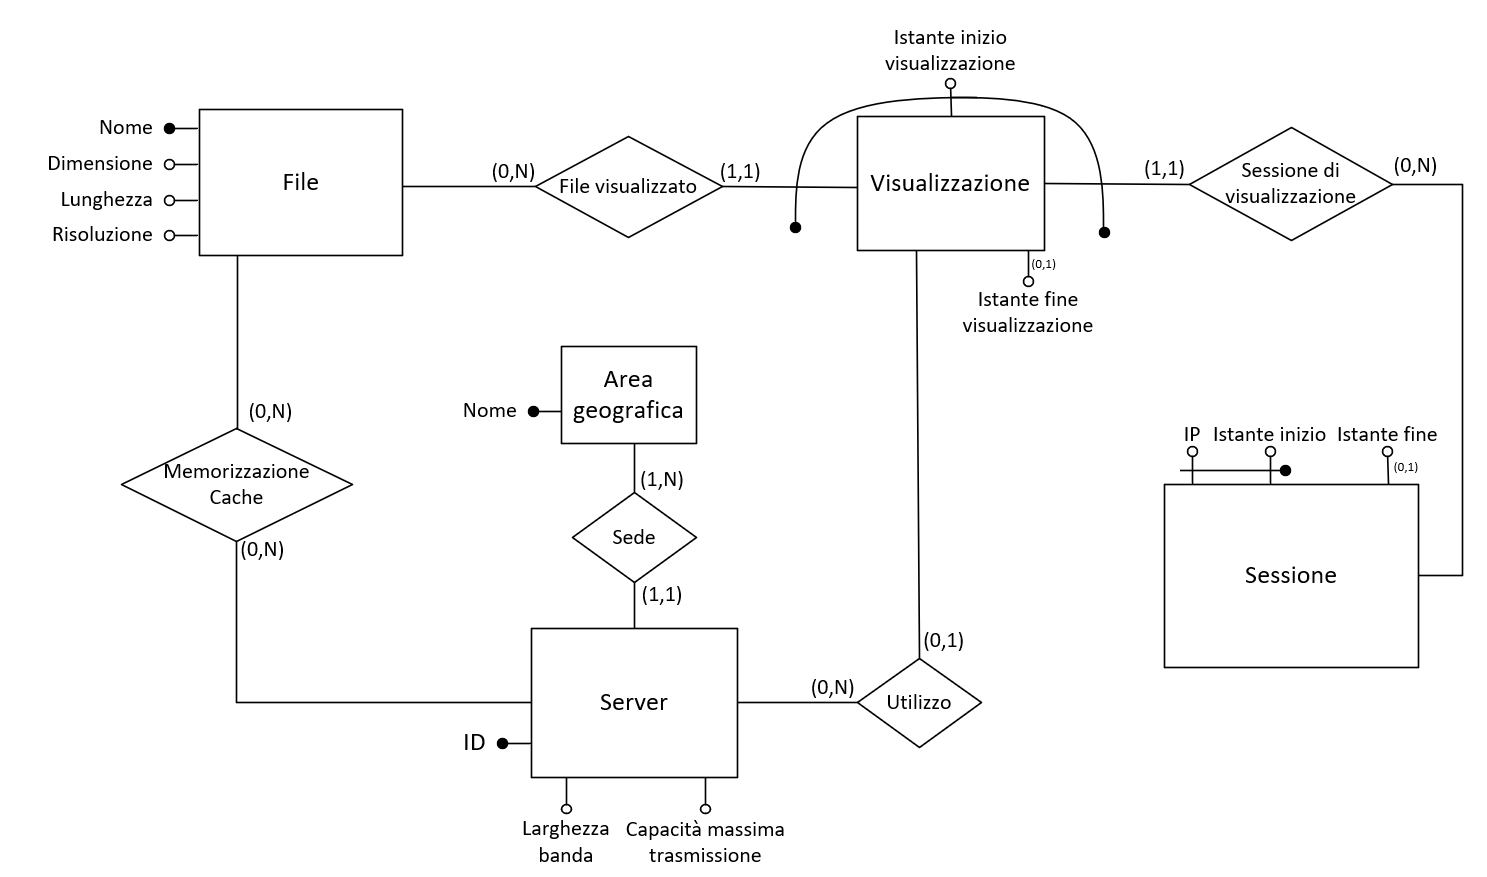 Istante inizio
visualizzazione
Nome
Dimensione
Lunghezza
Risoluzione
File
(0,N)
File visualizzato
(1,1)
Visualizzazione
(1,1)
Sessione di
visualizzazione
(0,N)
(0,1)
Istante fine
visualizzazione
Area
geografica
Nome
(0,N)
Memorizzazione
Cache
(0,N)
(1,N)
Sede
(1,1)
IP
Istante inizio
Istante fine
(0,1)
Sessione
Server
(0,N)
(0,1)
Utilizzo
ID
Larghezza
banda
Capacità massima
trasmissione